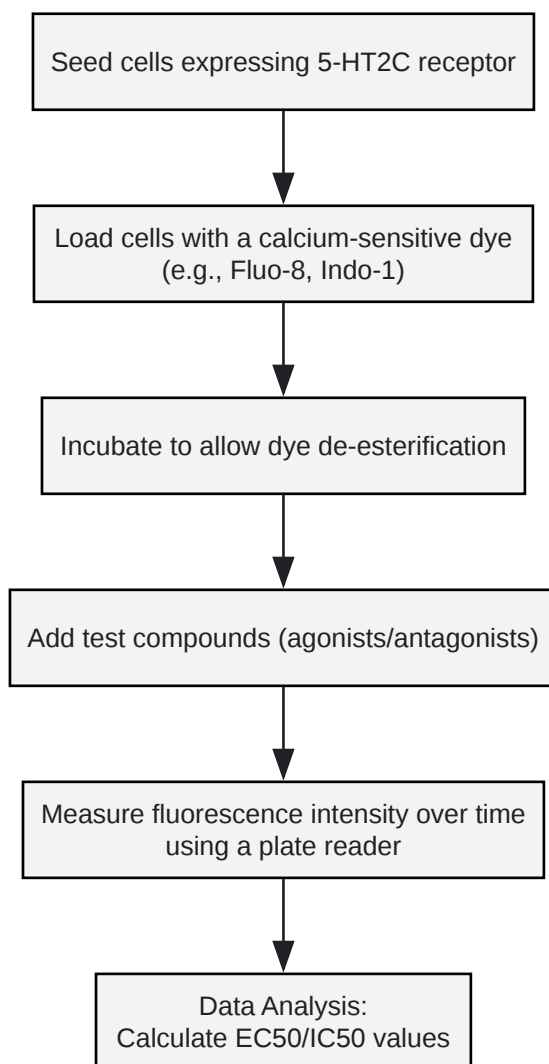 Seed cells expressing 5-HT2C receptor
Load cells with a calcium-sensitive dye
(e.g., Fluo-8, Indo-1)
Incubate to allow dye de-esterification
Add test compounds (agonists/antagonists)
Measure fluorescence intensity over time
using a plate reader
Data Analysis:
Calculate EC50/IC50 values